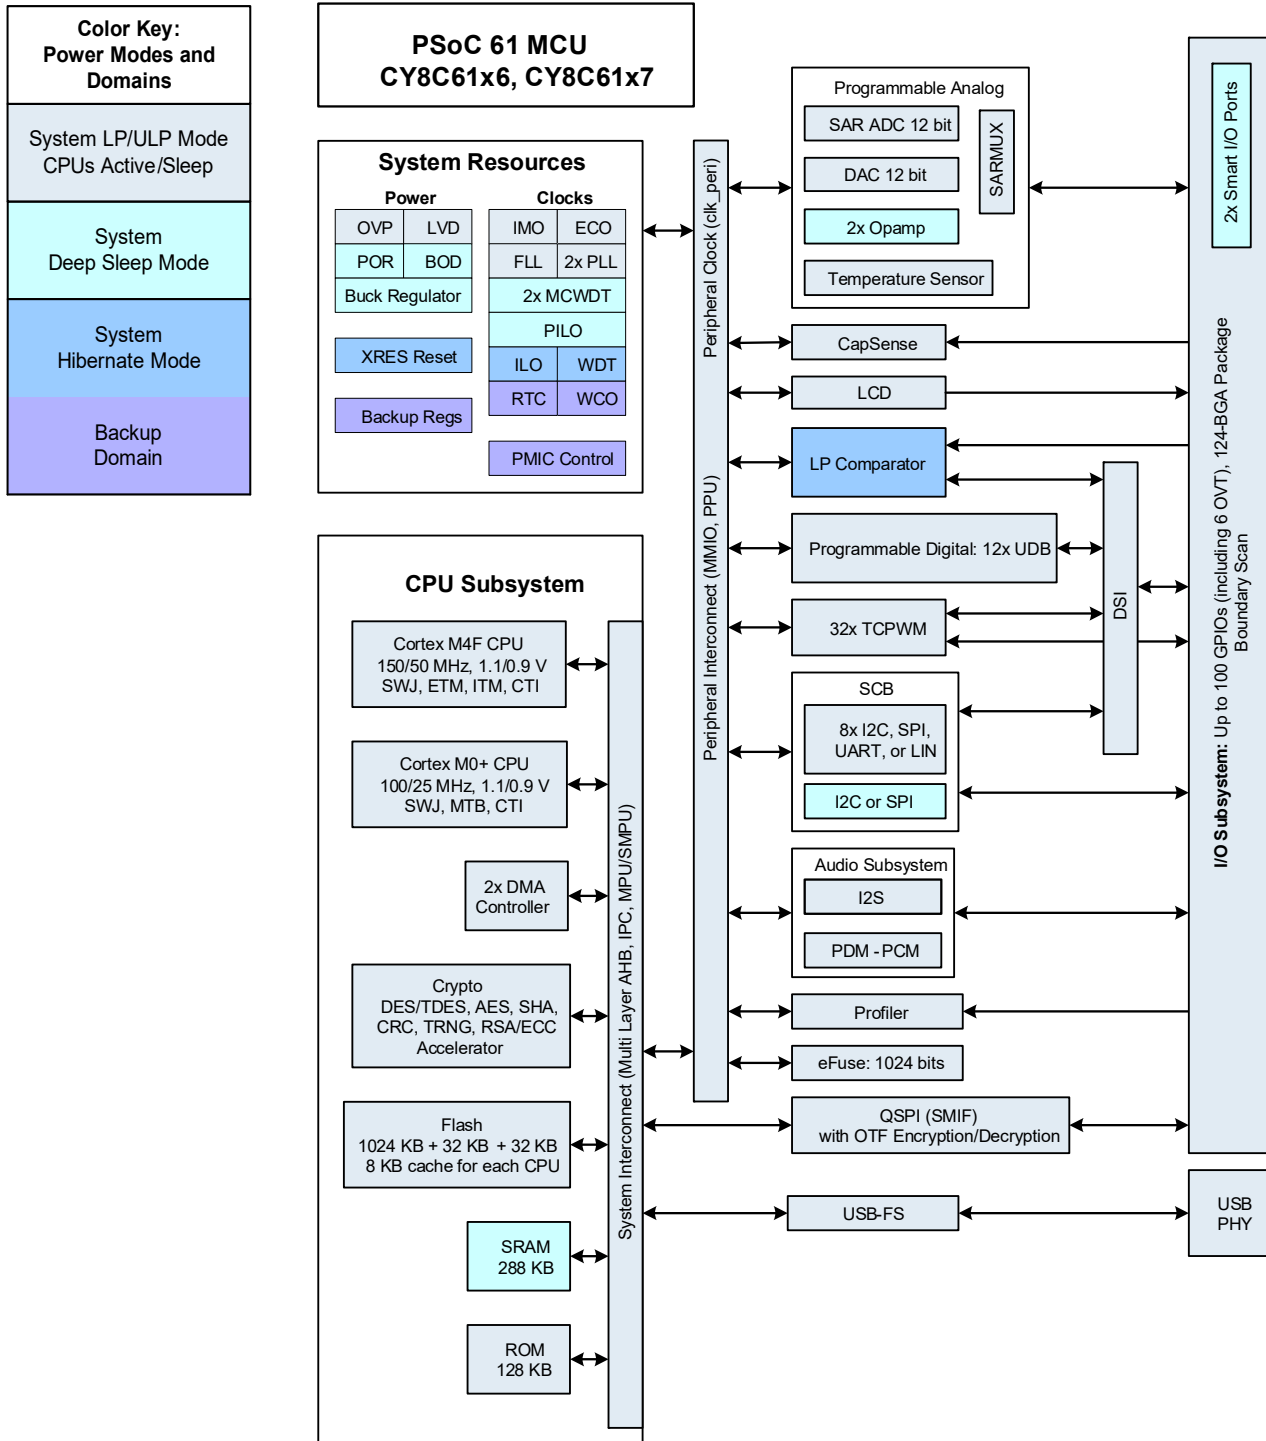 Color Key:
Power Modes and
Domains
System LP/ULP Mode
CPUs Active/Sleep
System
Deep Sleep Mode
System
Hibernate Mode
Backup
Domain
PSoC 61 MCU
CY8C61x6, CY8C61x7
System Resources
Power
Clocks
OVP
LVD
POR
BOD
Buck Regulator
XRES Reset
Backup Regs
IMO
ECO
FLL
2x PLL
2x MCWDT
PILO
ILO
WDT
RTC
WCO
PMIC Control
CPU Subsystem
Cortex M4F CPU
150/50 MHz, 1.1/0.9 V
SWJ, ETM, ITM, CTI
Cortex M0+ CPU
100/25 MHz, 1.1/0.9 V
SWJ, MTB, CTI
2x DMA
Controller
Crypto
DES/TDES, AES, SHA,
CRC, TRNG, RSA/ECC
Accelerator
Flash
1024 KB + 32 KB + 32 KB
8 KB cache for each CPU
SRAM
288 KB
ROM
128 KB
System Interconnect (Multi Layer AHB, IPC, MPU/SMPU)
Peripheral Clock (clk_peri)
Peripheral Interconnect (MMIO, PPU)
Programmable Analog
SAR ADC 12 bit
DAC 12 bit
2x Opamp
Temperature Sensor
SARMUX
CapSense
LCD
LP Comparator
Programmable Digital: 12x UDB
32x TCPWM
SCB
8x I2C, SPI,
UART, or LIN
I2C or SPI
Audio Subsystem
I2S
PDM - PCM
Profiler
eFuse: 1024 bits
QSPI (SMIF)
with OTF Encryption/Decryption
USB-FS
DSI
2x Smart I/O Ports
I/O Subsystem: Up to 100 GPIOs (including 6 OVT), 124-BGA Package
Boundary Scan
USB
PHY